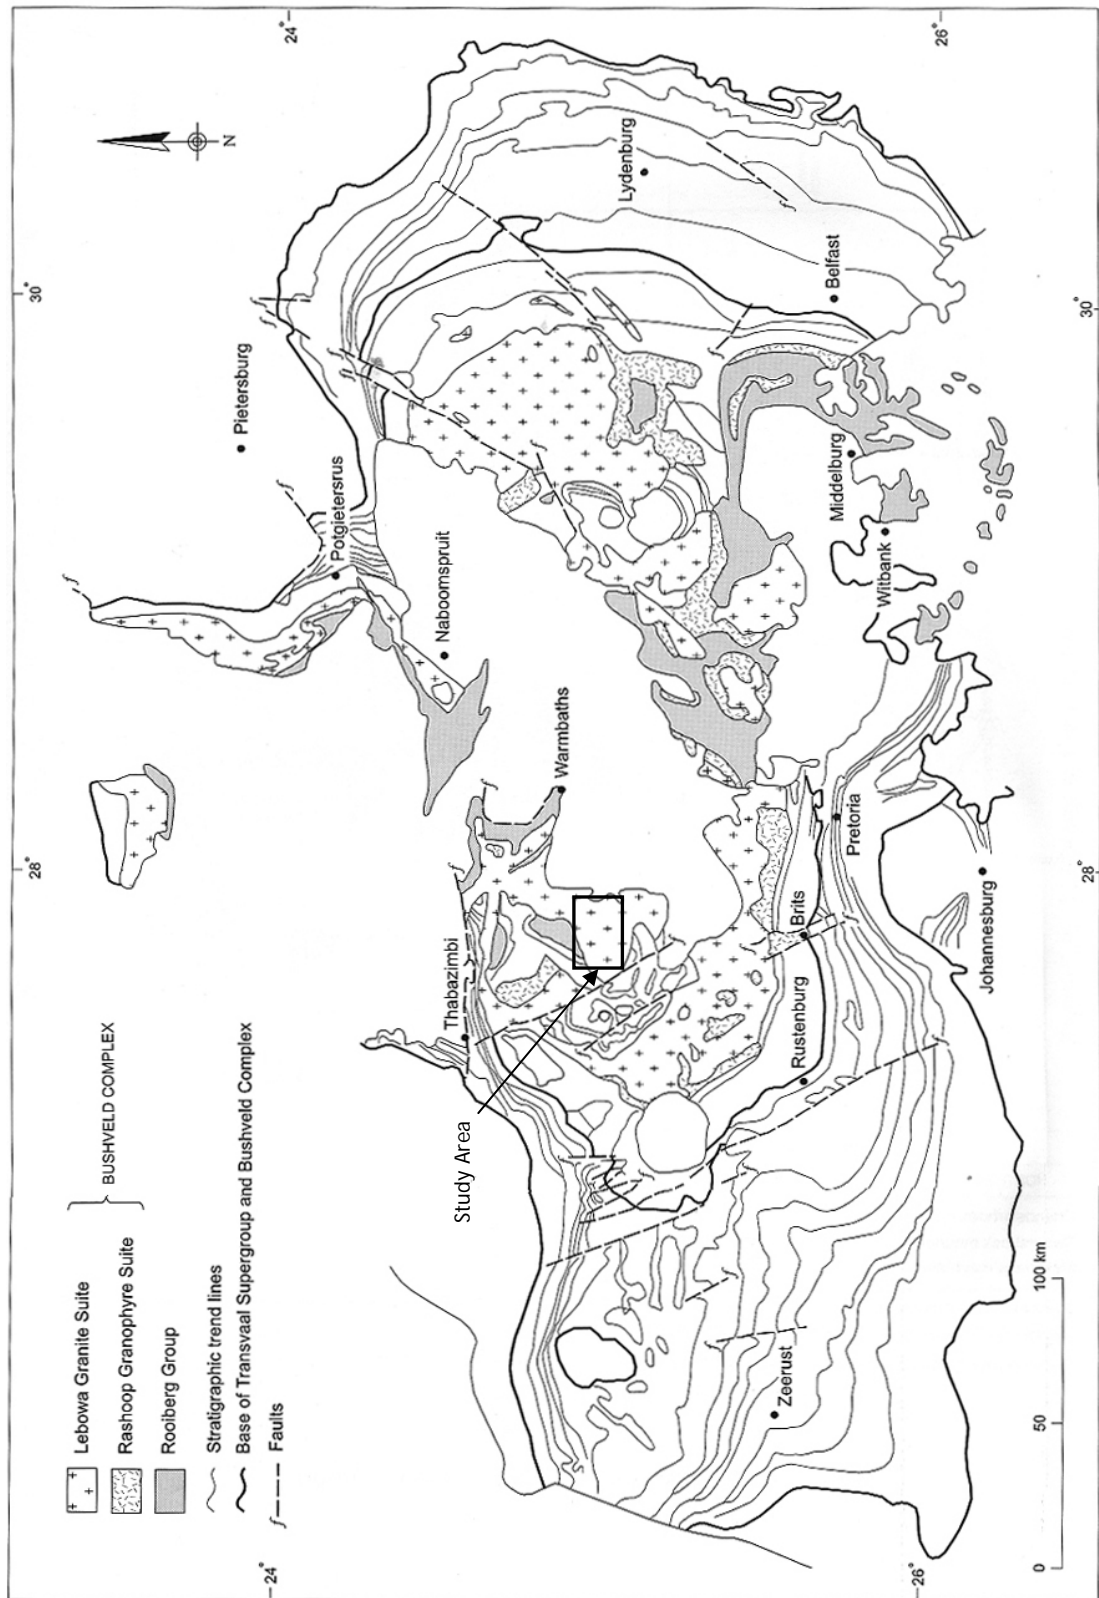 24°
26°
N
Lydenburg
30°
Belfast
30°
f
f
f
f
Pietersburg
f
f
Middelburg
Potgietersrus
f
Witbank
Naboomspruit
Warmbaths
f
28°
f
Pretoria
28°
Brits
f
f
Johannesburg
Thabazimbi
Rustenburg
f
Study Area
f
f
f
f
Zeerust
Lebowa Granite Suite
Rashoop Granophyre Suite
BUSHVELD COMPLEX
Rooiberg Group
Stratigraphic trend lines
Base of Transvaal Supergroup and Bushveld Complex
f
Faults
24°
26°
0
50
100 km